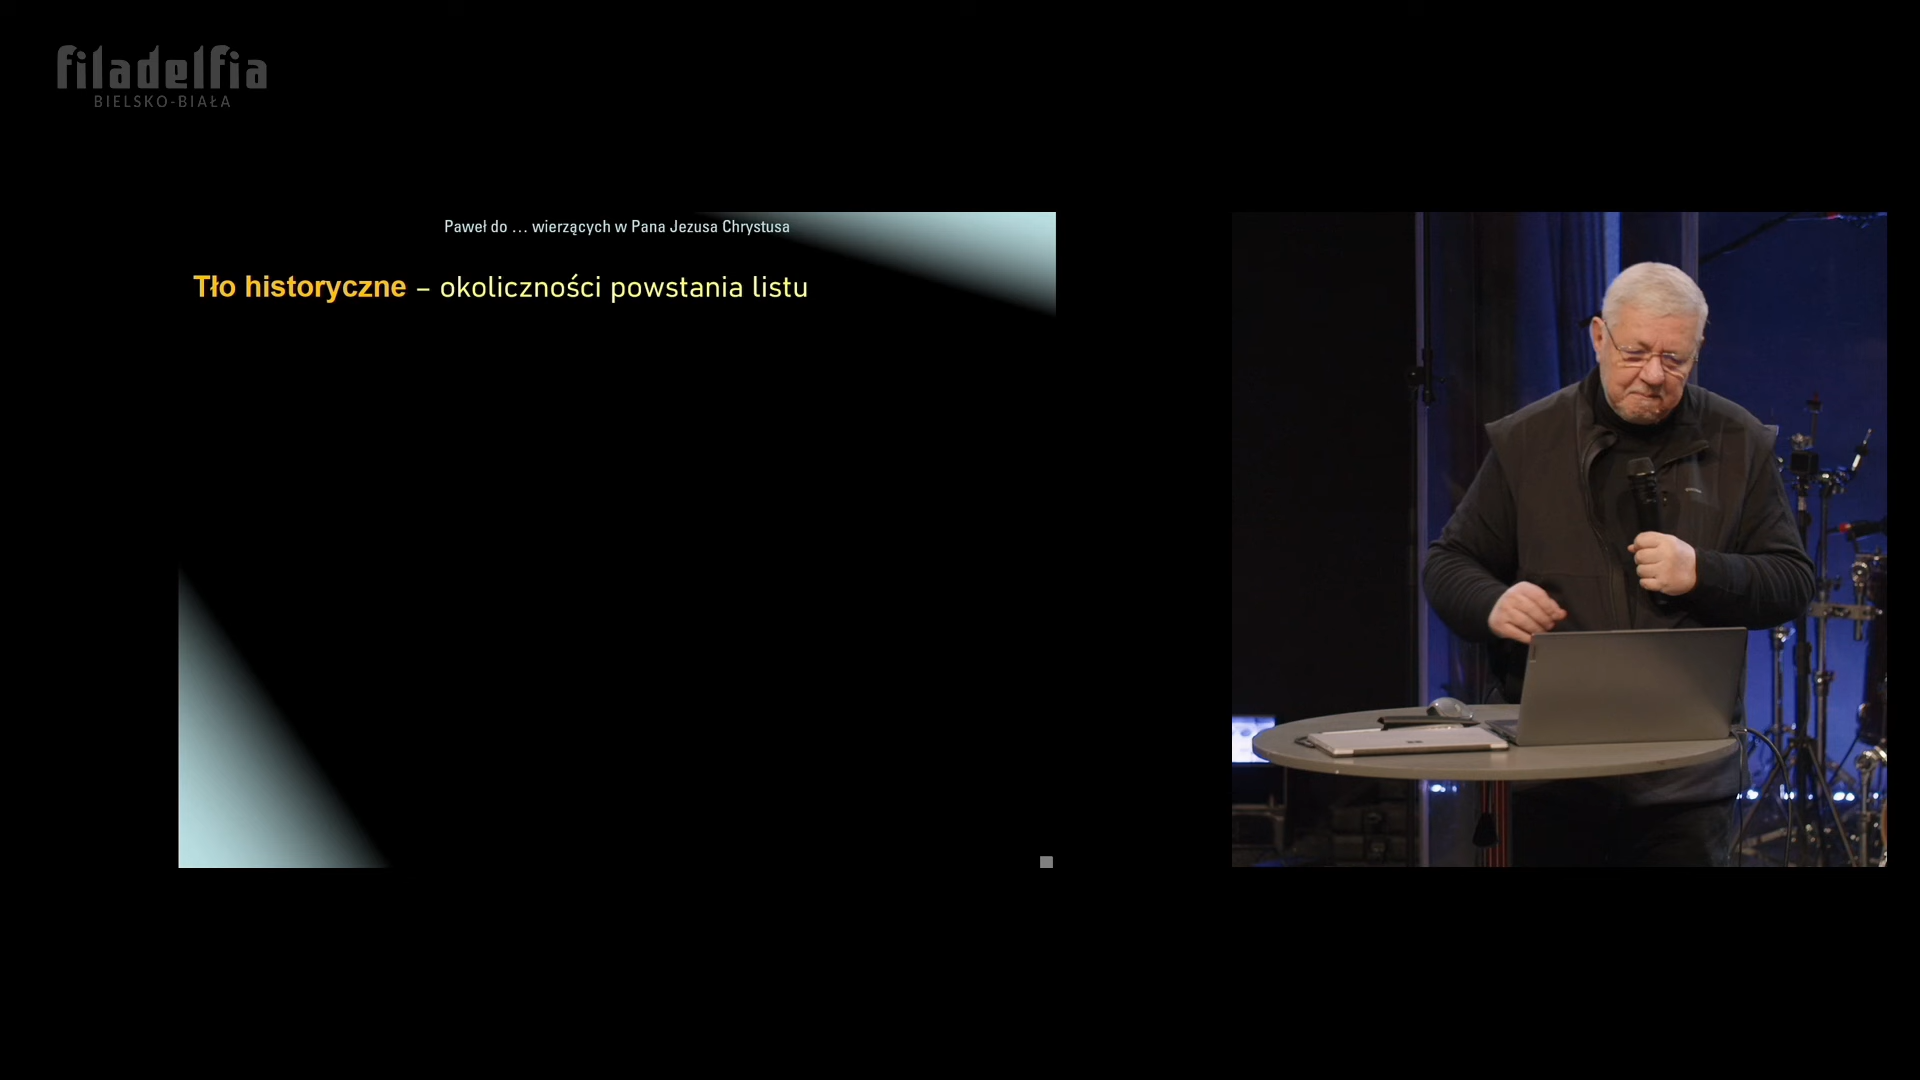 filadelfia
BIELSKO-BIAŁA
Paweł do … wierzących w Pana Jezusa Chrystusa
Tło historyczne – okoliczności powstania listu